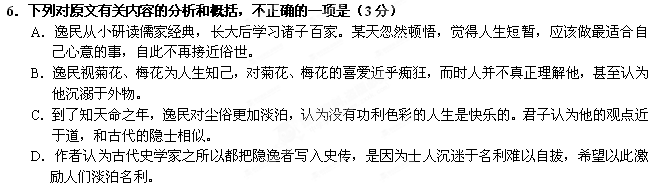 6．下列对原文有关内容的分析和概括，不正确的一项是（3 分）
A．逸民从小研读儒家经典，长大后学习诸子百家。某天忽然顿悟，觉得人生短暂，应该做最适合自
己心意的事，自此不再接近俗世。
B．逸民视菊花、梅花为人生知己，对菊花、梅花的喜爱近乎痴狂，而时人并不真正理解他，甚至认为
他沉溺于外物。
C．到了知天命之年，逸民对尘俗更加淡泊，认为没有功利色彩的人生是快乐的。君子认为他的观点近
于道，和古代的隐士相似。
D．作者认为古代史学家之所以都把隐逸者写入史传，是因为士人沉迷于名利难以自拔，希望以此激
励人们淡泊名利。